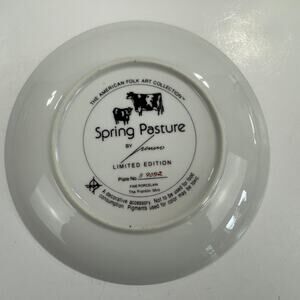 THE AMERICAN FOLK ART COLLECTION™
Spring Pasture
BY
LIMITED EDITION
Plate No.
FINE PORCELAIN
The Franklin Mint
A decorative accessory. Not to be used for food
consumption. Pigments used for color may be toxic.